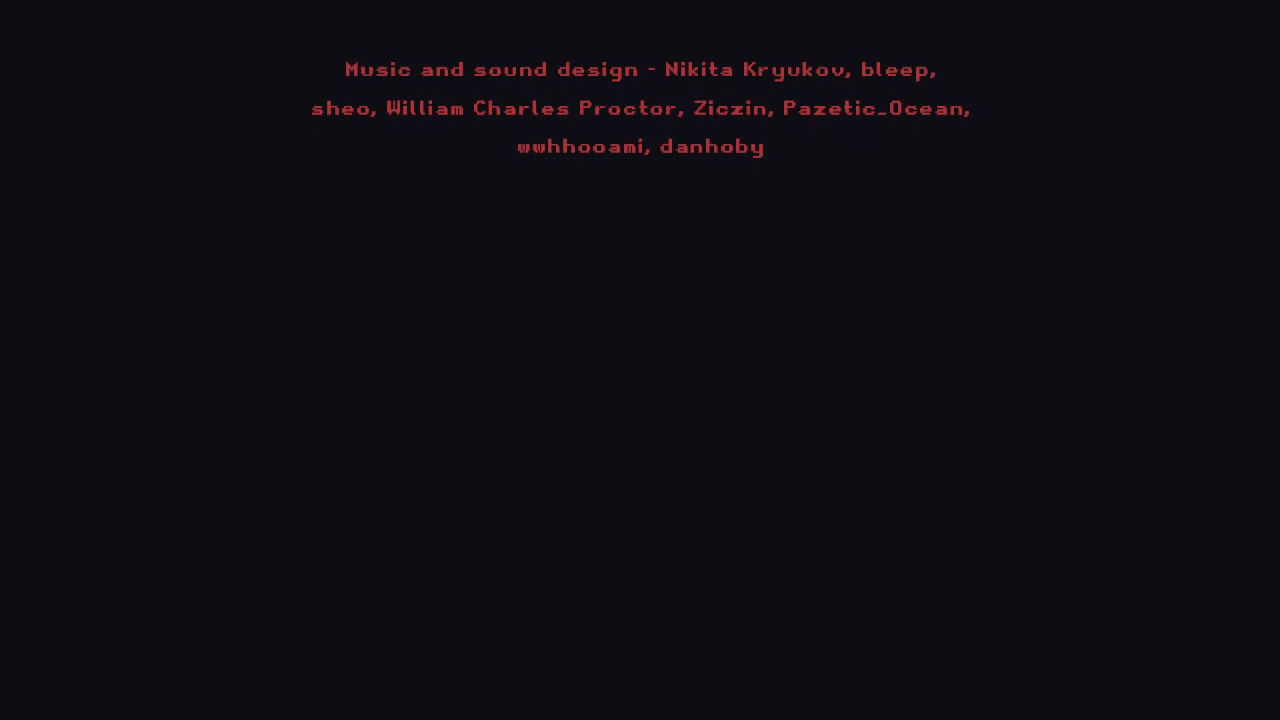 Music and sound design - Nikita Kryukov, bleep,
sheo, William Charles Proctor, Ziczin, Pazetic_Ocean,
wwhhooami, danhoby